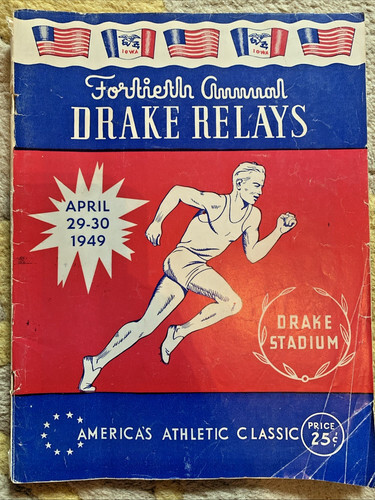 IOWA
IOWA
Fortieth Annual
DRAKE RELAYS
APRIL
29-30
1949
DRAKE
STADIUM
AMERICA'S ATHLETIC CLASSIC
PRICE
25¢